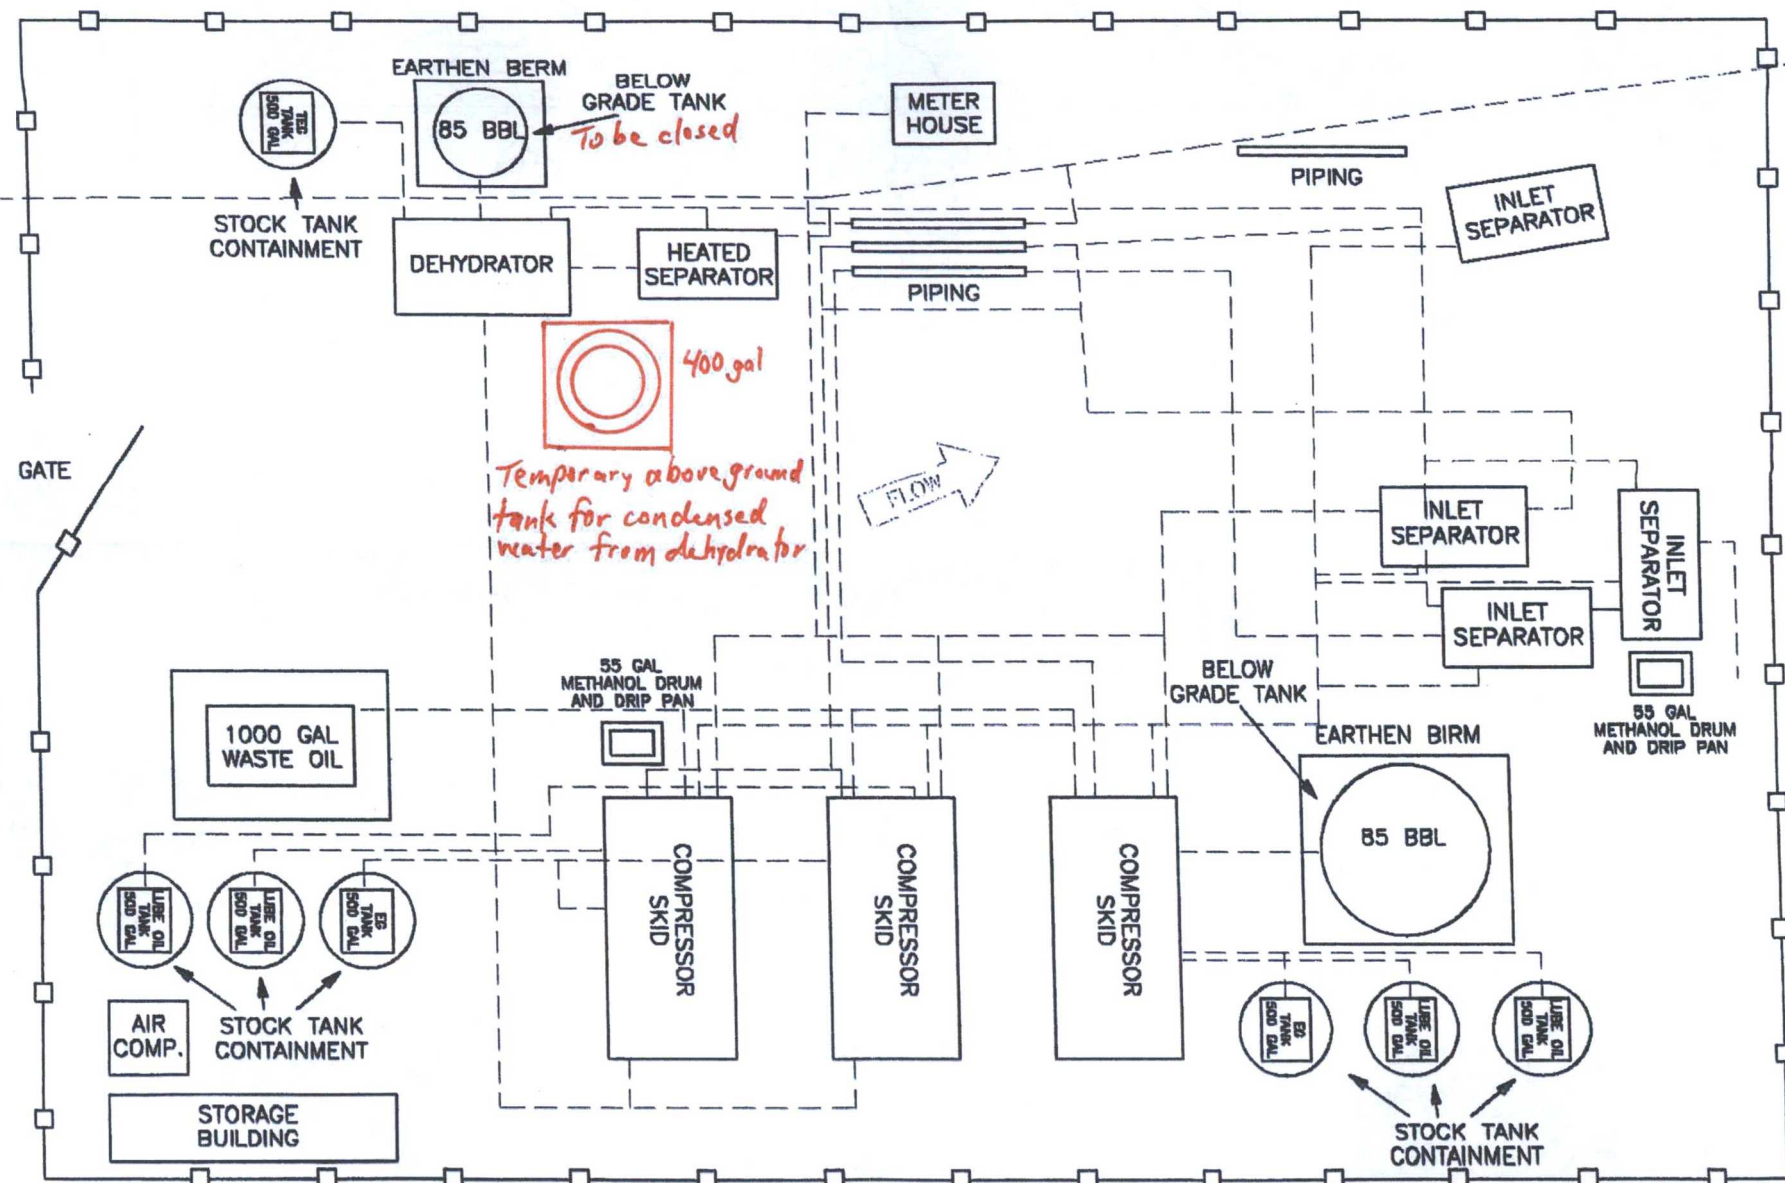 EARTHEN BERM
BELOW
GRADE TANK
To be closed
85 BBL
TEG
TANK
500 GAL
STOCK TANK
CONTAINMENT
METER
HOUSE
PIPING
INLET
SEPARATOR
DEHYDRATOR
HEATED
SEPARATOR
PIPING
400 gal
Temporary above ground
tank for condensed
water from dehydrator
GATE
FLOW
INLET
SEPARATOR
INLET
SEPARATOR
INLET
SEPARATOR
55 GAL
METHANOL DRUM
AND DRIP PAN
BELOW
GRADE TANK
1000 GAL
WASTE OIL
55 GAL
METHANOL DRUM
AND DRIP PAN
EARTHEN BIRM
85 BBL
COMPRESSOR
SKID
COMPRESSOR
SKID
COMPRESSOR
SKID
LUBE OIL
TANK
500 GAL
LUBE OIL
TANK
500 GAL
EG
TANK
500 GAL
STOCK TANK
CONTAINMENT
AIR
COMP.
STORAGE
BUILDING
EG
TANK
500 GAL
LUBE OIL
TANK
500 GAL
LUBE OIL
TANK
500 GAL
STOCK TANK
CONTAINMENT